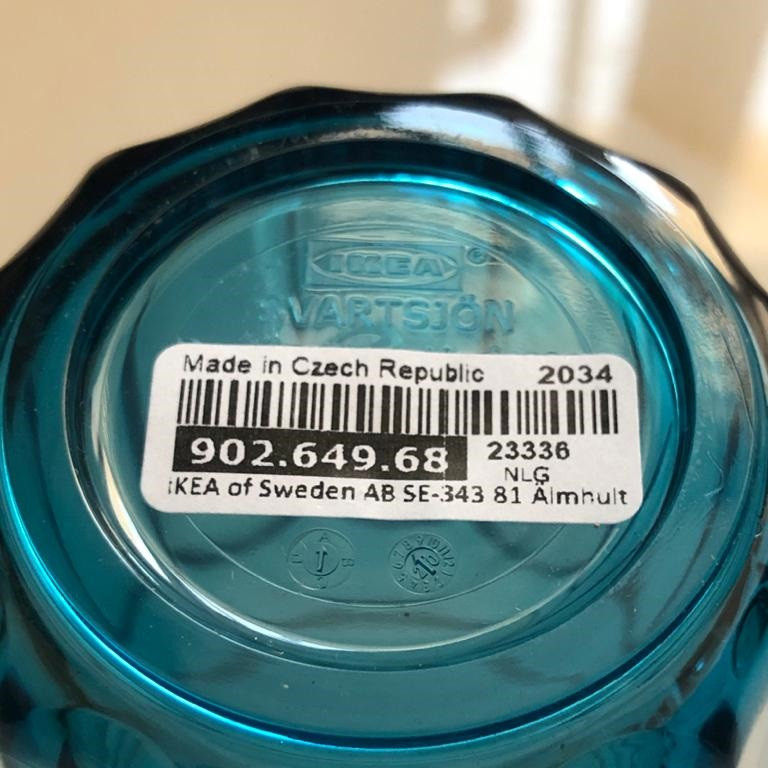 IKEA®
SVARTSJÖN
Made in Czech Republic 2034
902.649.68 23336
NLG
IKEA of Sweden AB SE-343 81 Älmhult